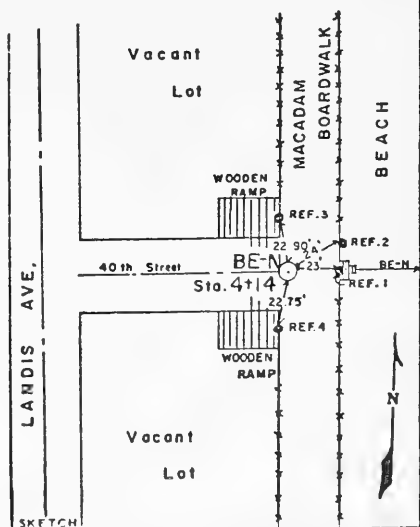 Vacant
Lot
MACADAM
BOARDWALK
BEACH
WOODEN
RAMP
REF.3
REF.2
22.90'
24'
40th Street
BE-N
23'
BE-N
Sta. 4+14
REF.1
22.75'
REF.4
WOODEN
RAMP
LANDIS AVE.
N
Vacant
Lot
SKETCH